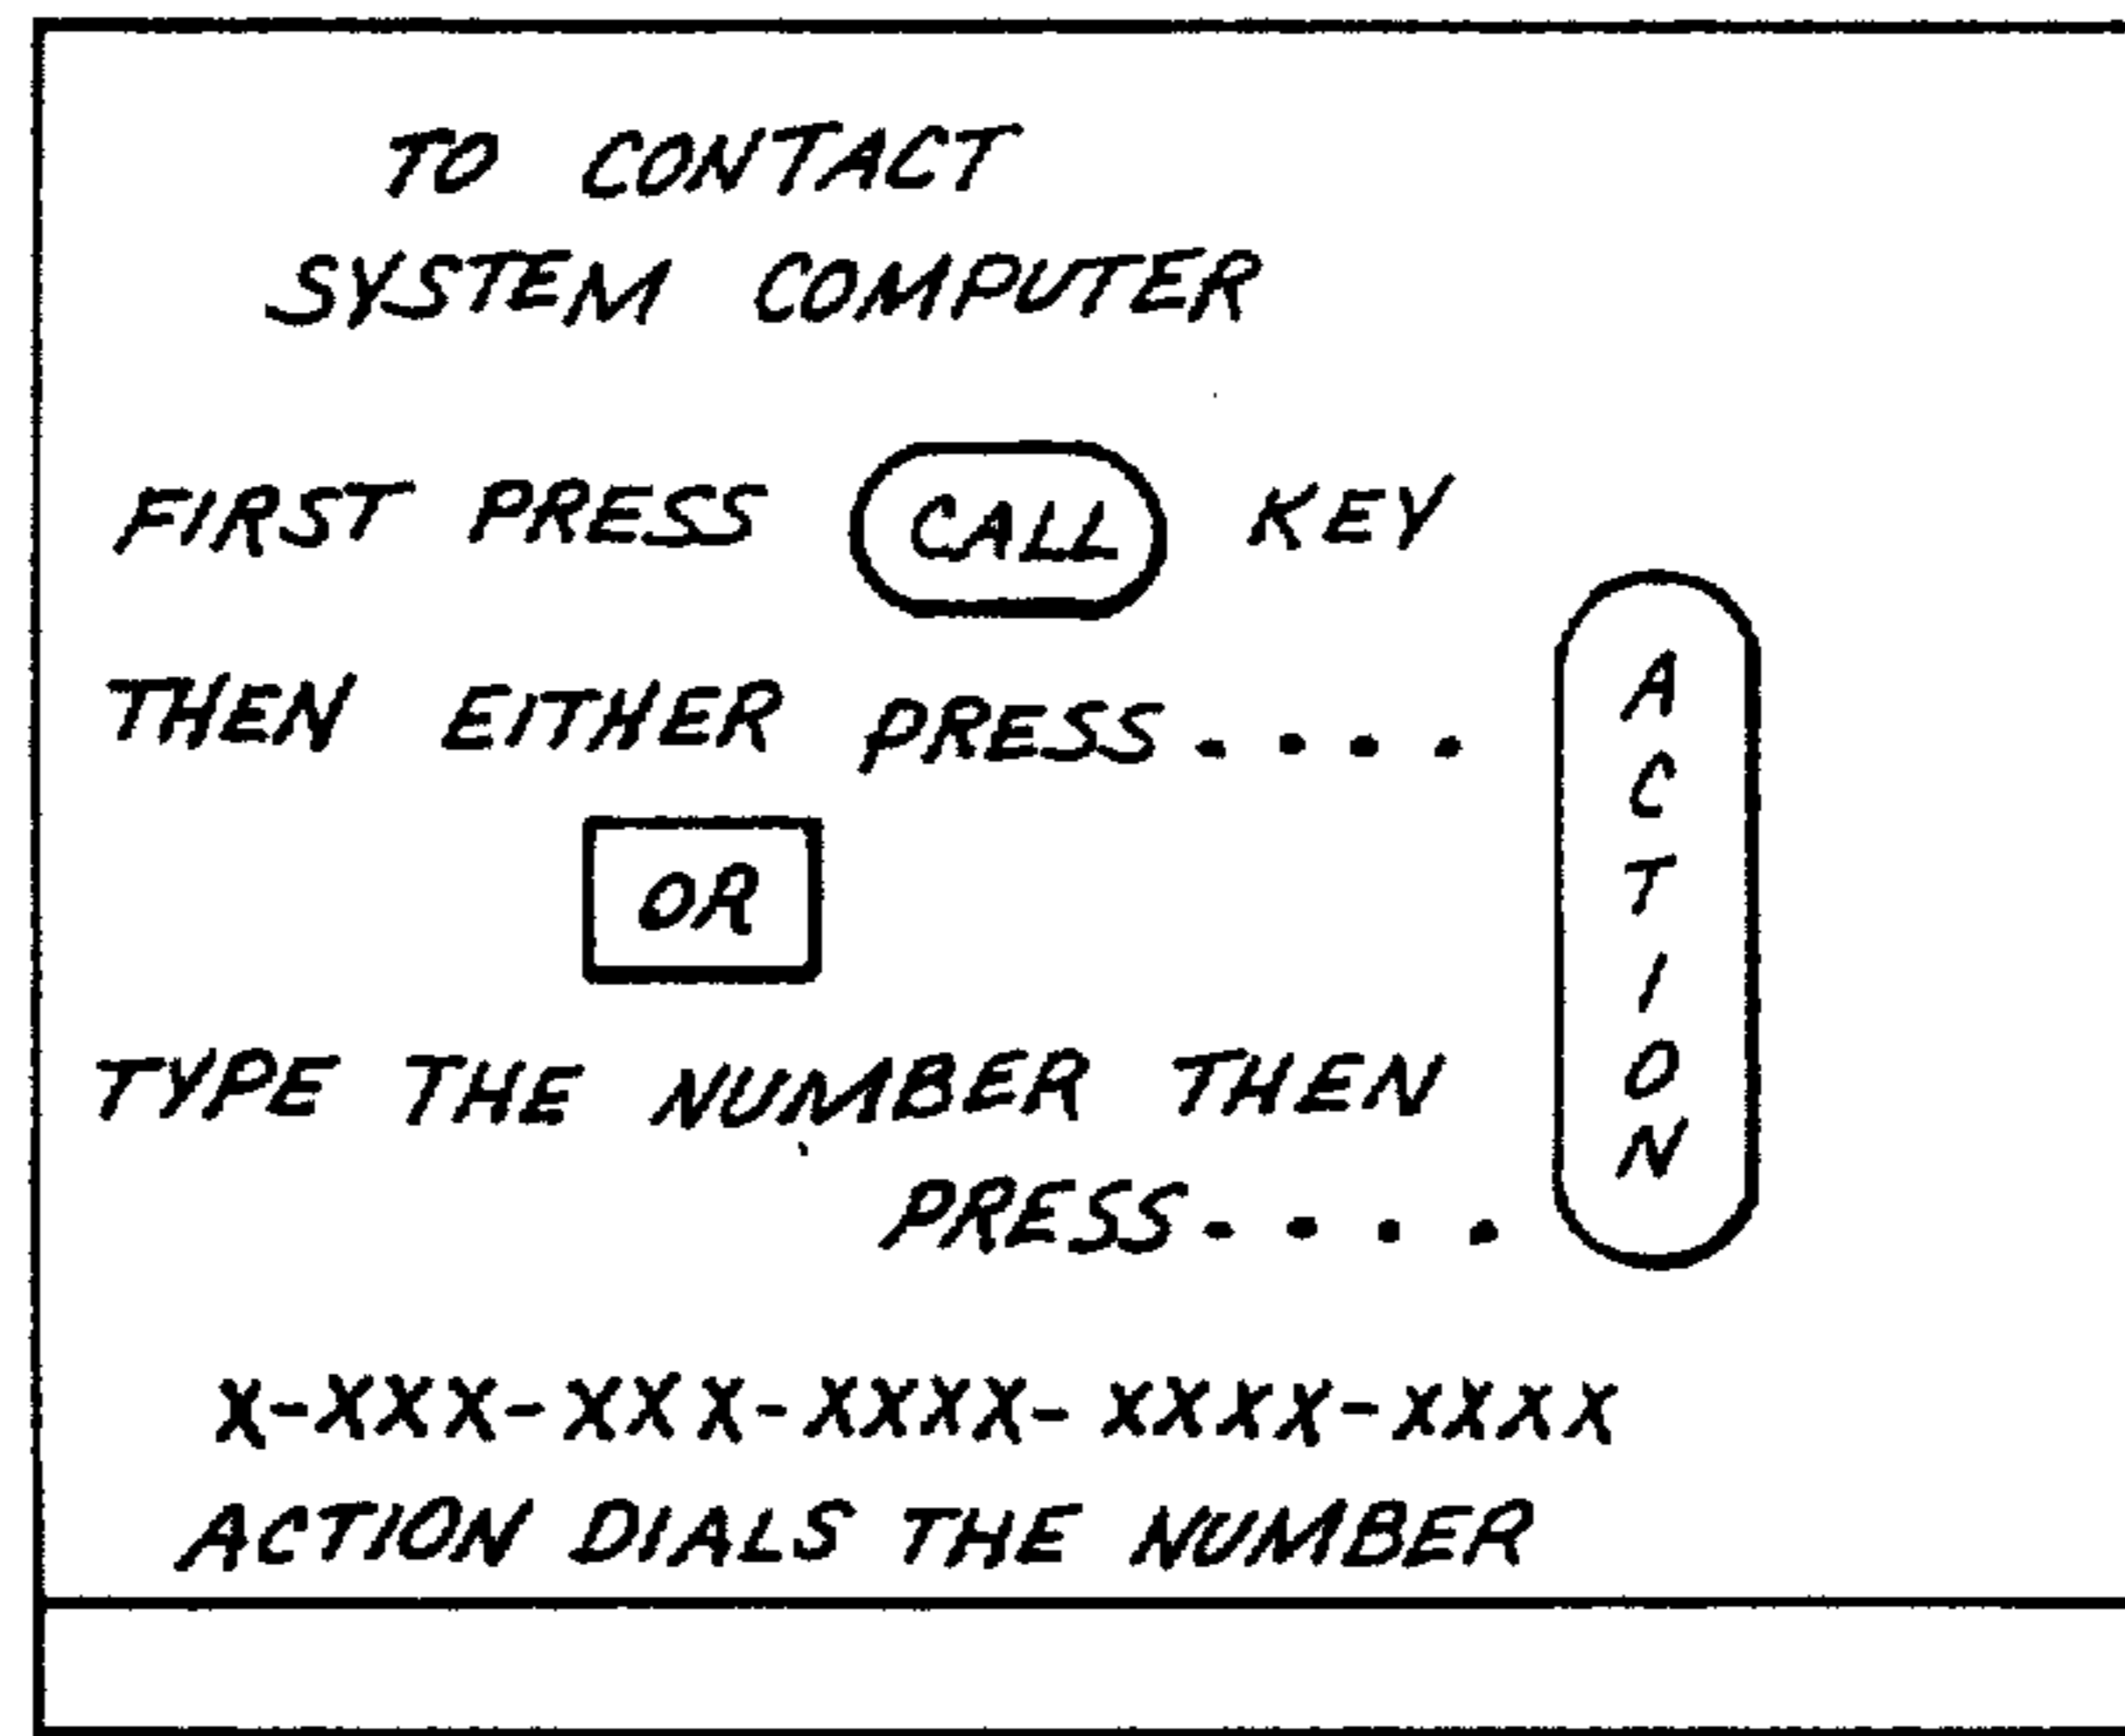 TO CONTACT
SYSTEM COMPUTER
FIRST PRESS CALL KEY
THEN EITHER PRESS....
ACTION
OR
TYPE THE NUMBER THEN
PRESS....
X-XXX-XXX-XXXX-XXXX-XXXX
ACTION DIALS THE NUMBER